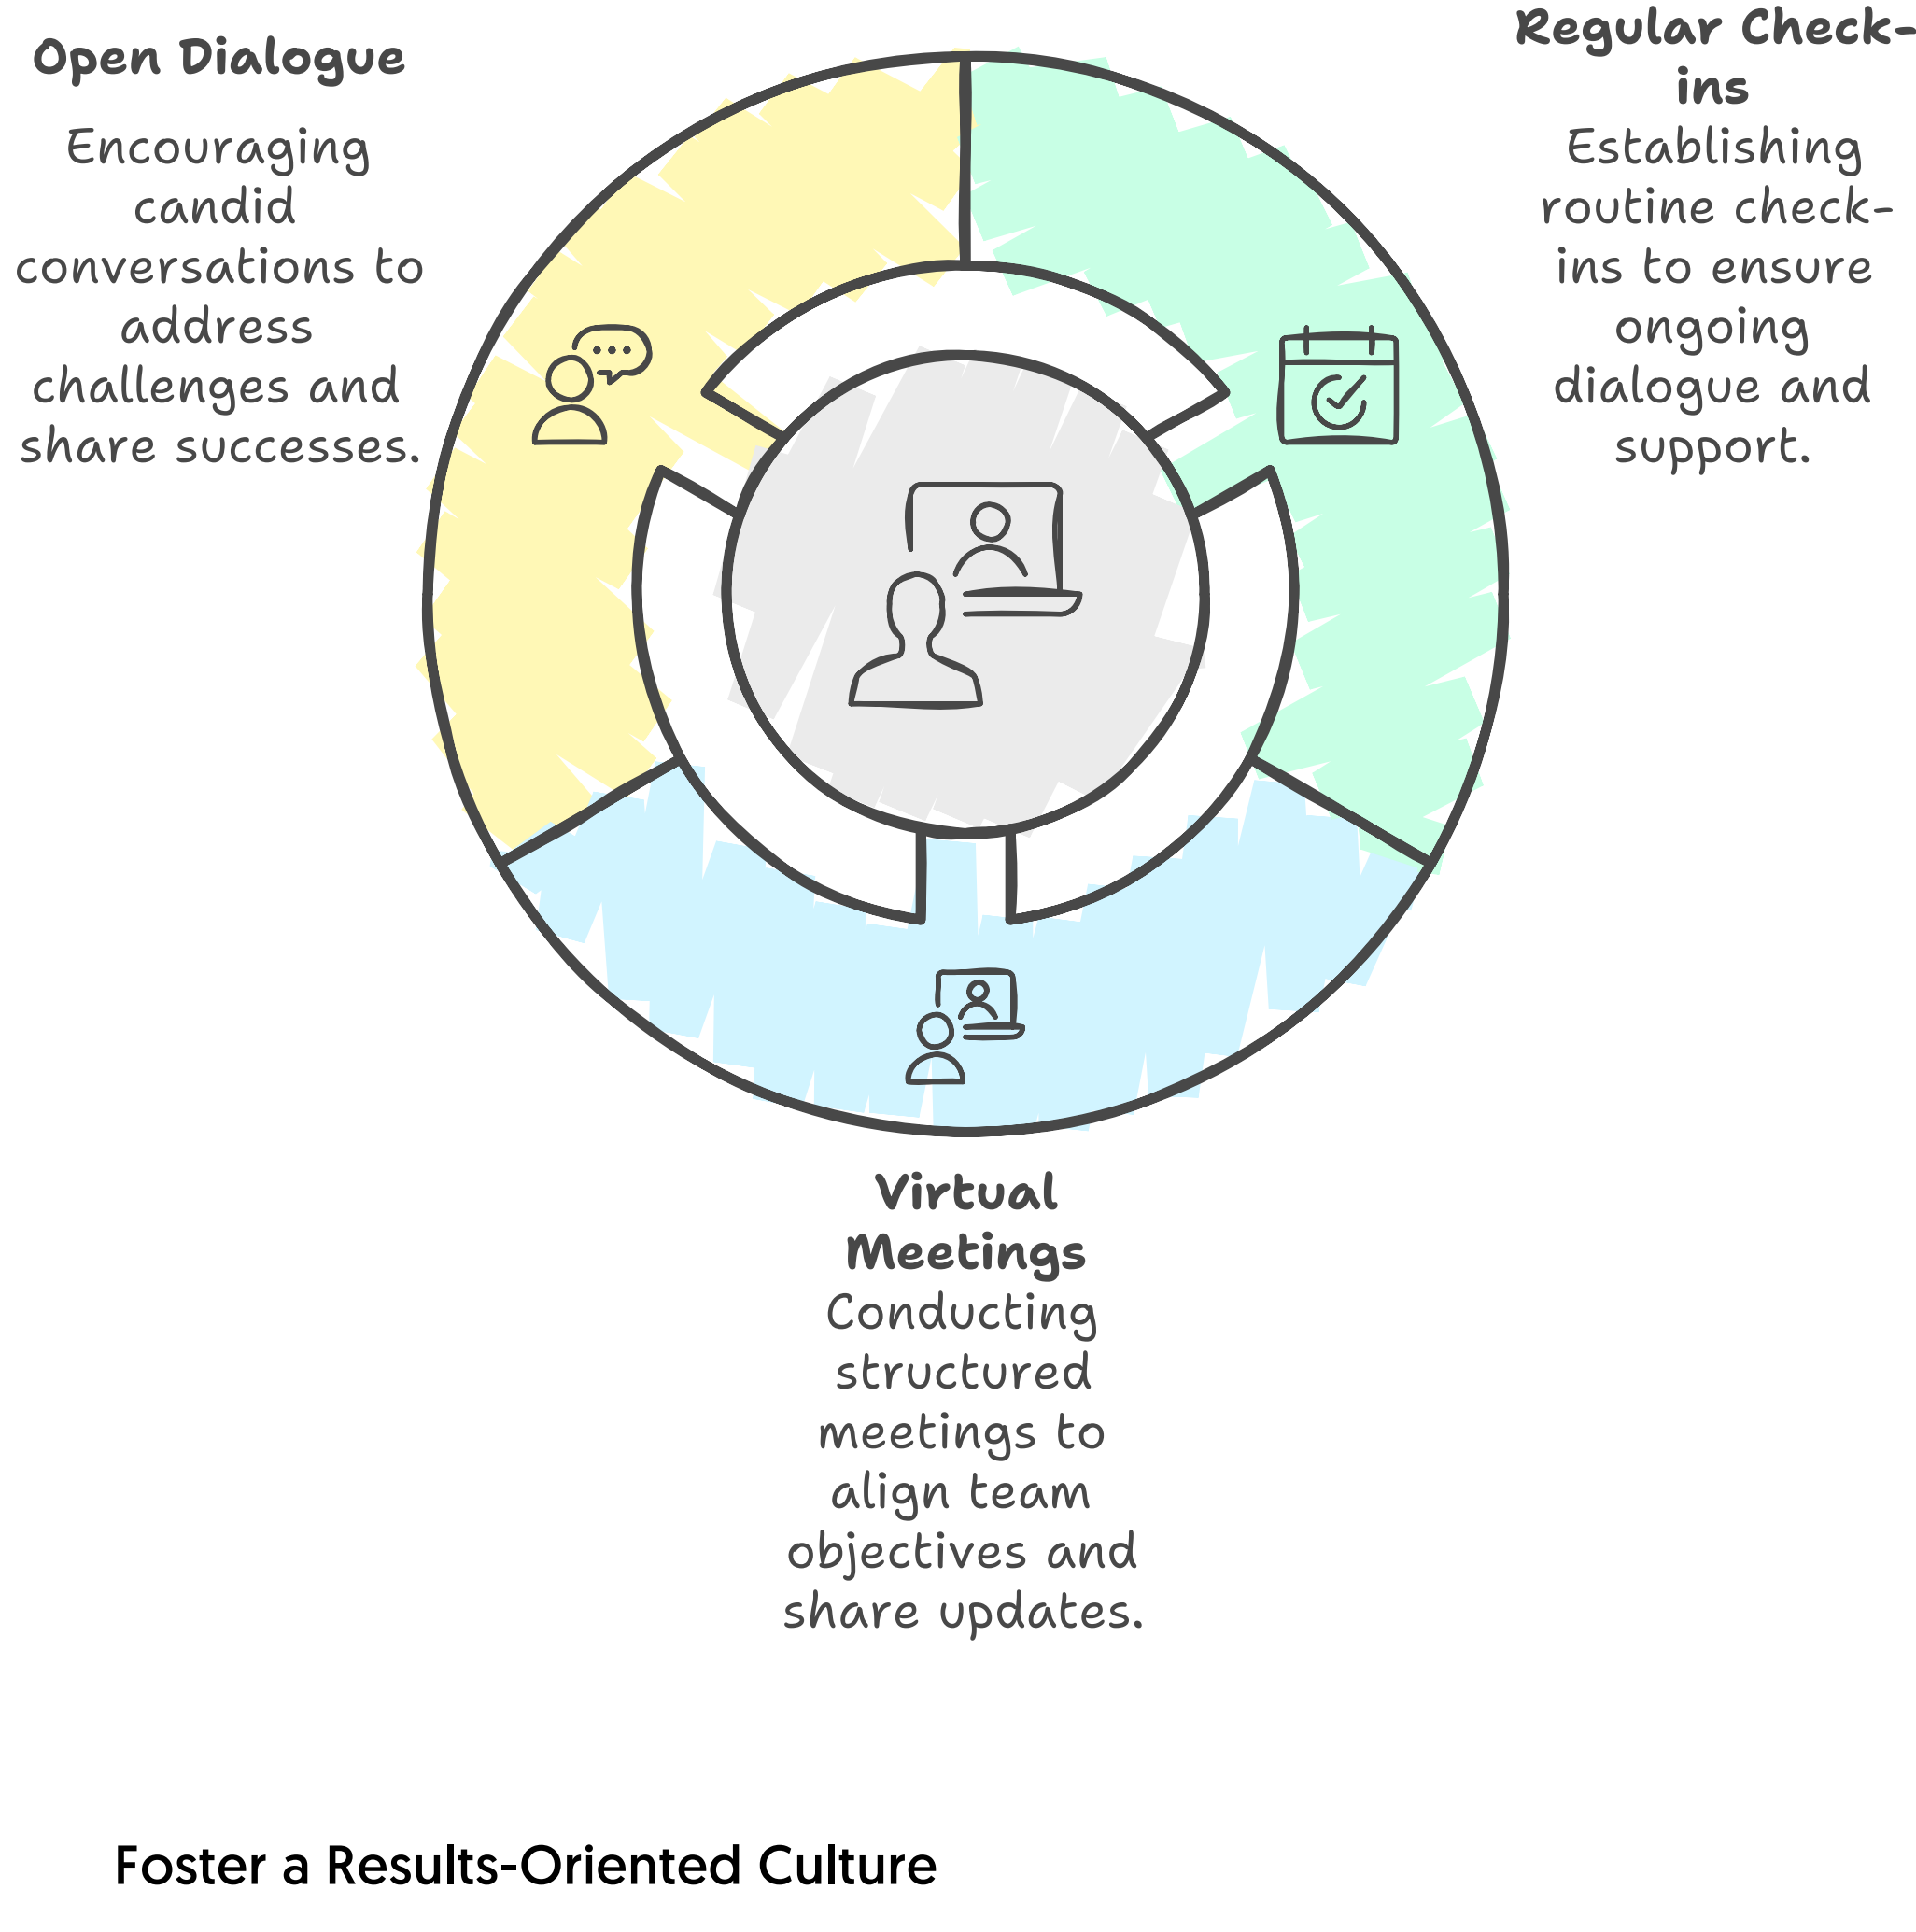 Open Dialogue
Encouraging
candid
conversations to
address
challenges and
share successes.
Regular Check-
ins
Establishing
routine check-
ins to ensure
ongoing
dialogue and
support.
Virtual
Meetings
Conducting
structured
meetings to
align team
objectives and
share updates.
Foster a Results-Oriented Culture